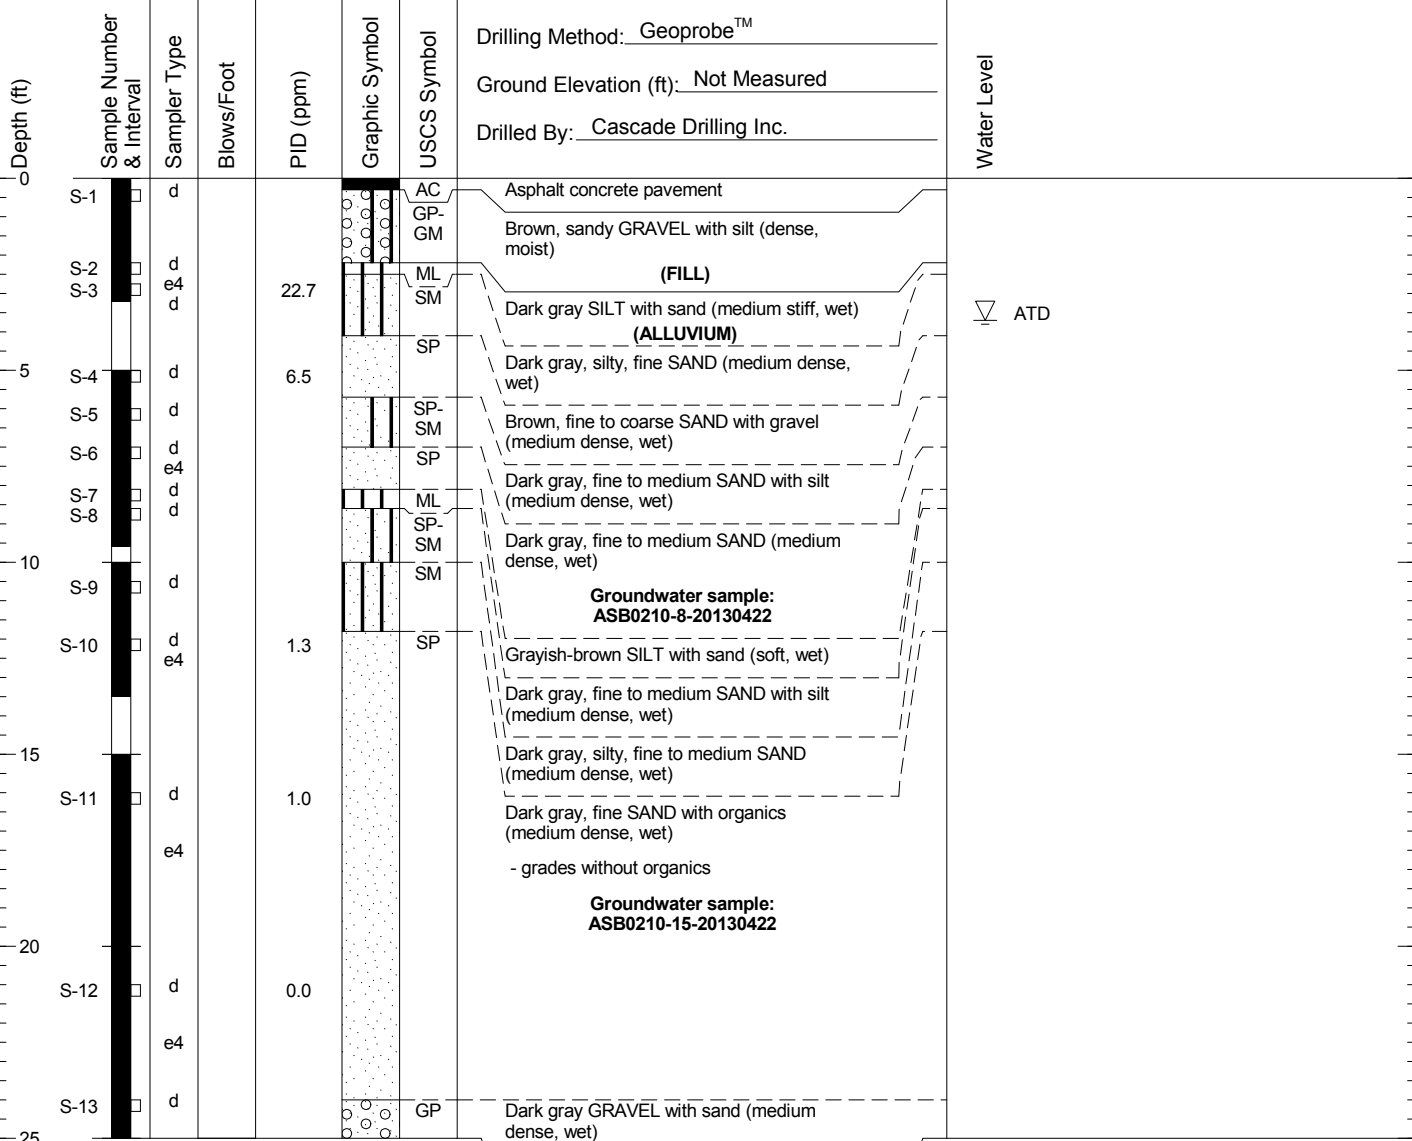 Drilling Method: Geoprobe™
Ground Elevation (ft): Not Measured
Drilled By: Cascade Drilling Inc.
Depth (ft)
Sample Number
& Interval
Sampler Type
Blows/Foot
PID (ppm)
Graphic Symbol
USCS Symbol
Water Level
0
S-1 d AC Asphalt concrete pavement
GP-
GM
Brown, sandy GRAVEL with silt (dense,
moist)
(FILL)
S-2 d ML
e4
S-3 22.7 SM
d
Dark gray SILT with sand (medium stiff, wet)
(ALLUVIUM)
ATD
SP
Dark gray, silty, fine SAND (medium dense,
wet)
5
S-4 d 6.5
S-5 d SP-
SM
Brown, fine to coarse SAND with gravel
(medium dense, wet)
S-6 d SP
e4
Dark gray, fine to medium SAND with silt
(medium dense, wet)
S-7 d ML
S-8 d SP-
SM
Dark gray, fine to medium SAND (medium
dense, wet)
10
SM
S-9 d
Groundwater sample:
ASB0210-8-20130422
S-10 d 1.3 SP
e4
Grayish-brown SILT with sand (soft, wet)
Dark gray, fine to medium SAND with silt
(medium dense, wet)
15
Dark gray, silty, fine to medium SAND
(medium dense, wet)
S-11 d 1.0
Dark gray, fine SAND with organics
(medium dense, wet)
e4
- grades without organics
Groundwater sample:
ASB0210-15-20130422
20
S-12 d 0.0
e4
S-13 d GP
Dark gray GRAVEL with sand (medium
dense, wet)
25